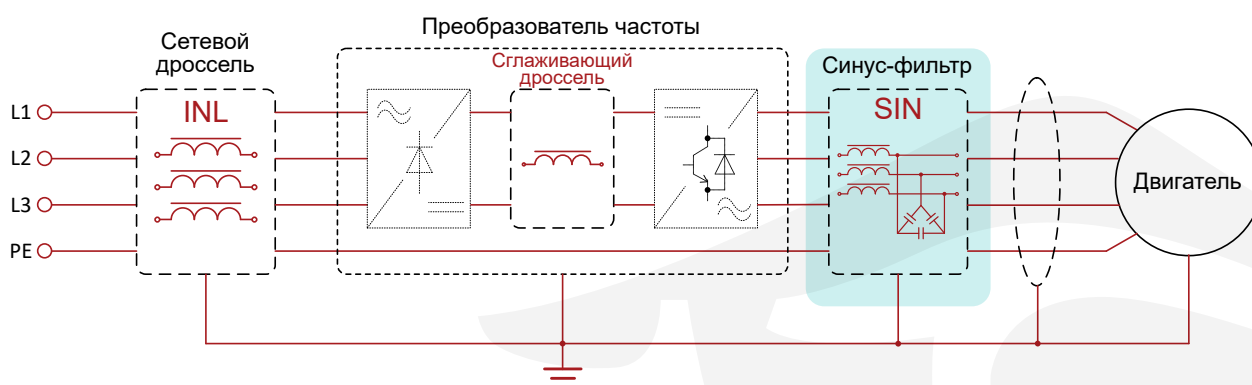 Преобразователь частоты
Сетевой
дроссель
Сглаживающий
дроссель
Синус-фильтр
INL
SIN
L1
L2
L3
PE
Двигатель